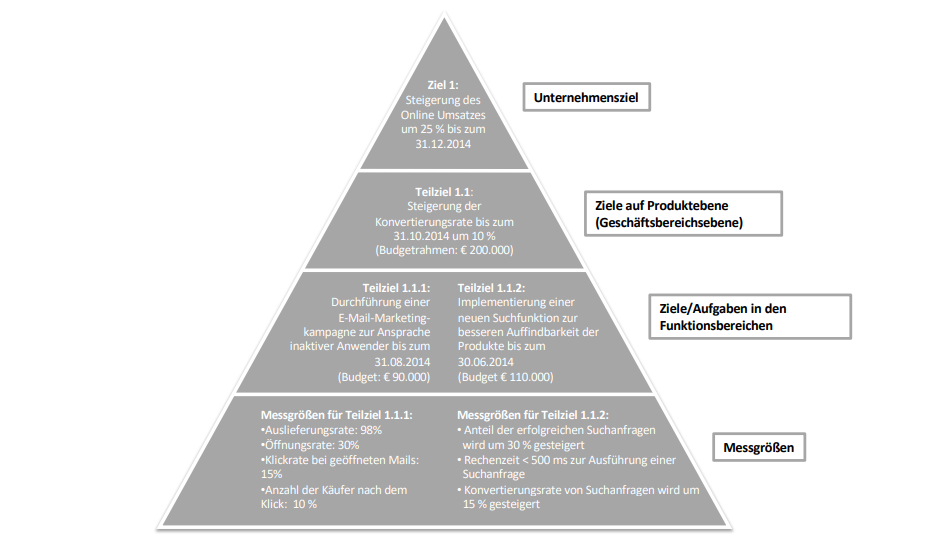 Ziel 1:
Steigerung des
Online Umsatzes
um 25 % bis zum
31.12.2014
Unternehmensziel
Teilziel 1.1:
Steigerung der
Konvertierungsrate bis zum
31.10.2014 um 10 %
(Budgetrahmen: € 200.000)
Ziele auf Produktebene
(Geschäftsbereichsebene)
Teilziel 1.1.1:
Durchführung einer
E-Mail-Marketing-
kampagne zur Ansprache
inaktiver Anwender bis zum
31.08.2014
(Budget: € 90.000)
Teilziel 1.1.2:
Implementierung einer
neuen Suchfunktion zur
besseren Auffindbarkeit der
Produkte bis zum
30.06.2014
(Budget € 110.000)
Ziele/Aufgaben in den
Funktionsbereichen
Messgrößen für Teilziel 1.1.1:
•Auslieferungsrate: 98%
•Öffnungsrate: 30%
•Klickrate bei geöffneten Mails:
15%
•Anzahl der Käufer nach dem
Klick: 10 %
Messgrößen für Teilziel 1.1.2:
• Anteil der erfolgreichen Suchanfragen
wird um 30 % gesteigert
• Rechenzeit < 500 ms zur Ausführung einer
Suchanfrage
• Konvertierungsrate von Suchanfragen wird um
15 % gesteigert
Messgrößen